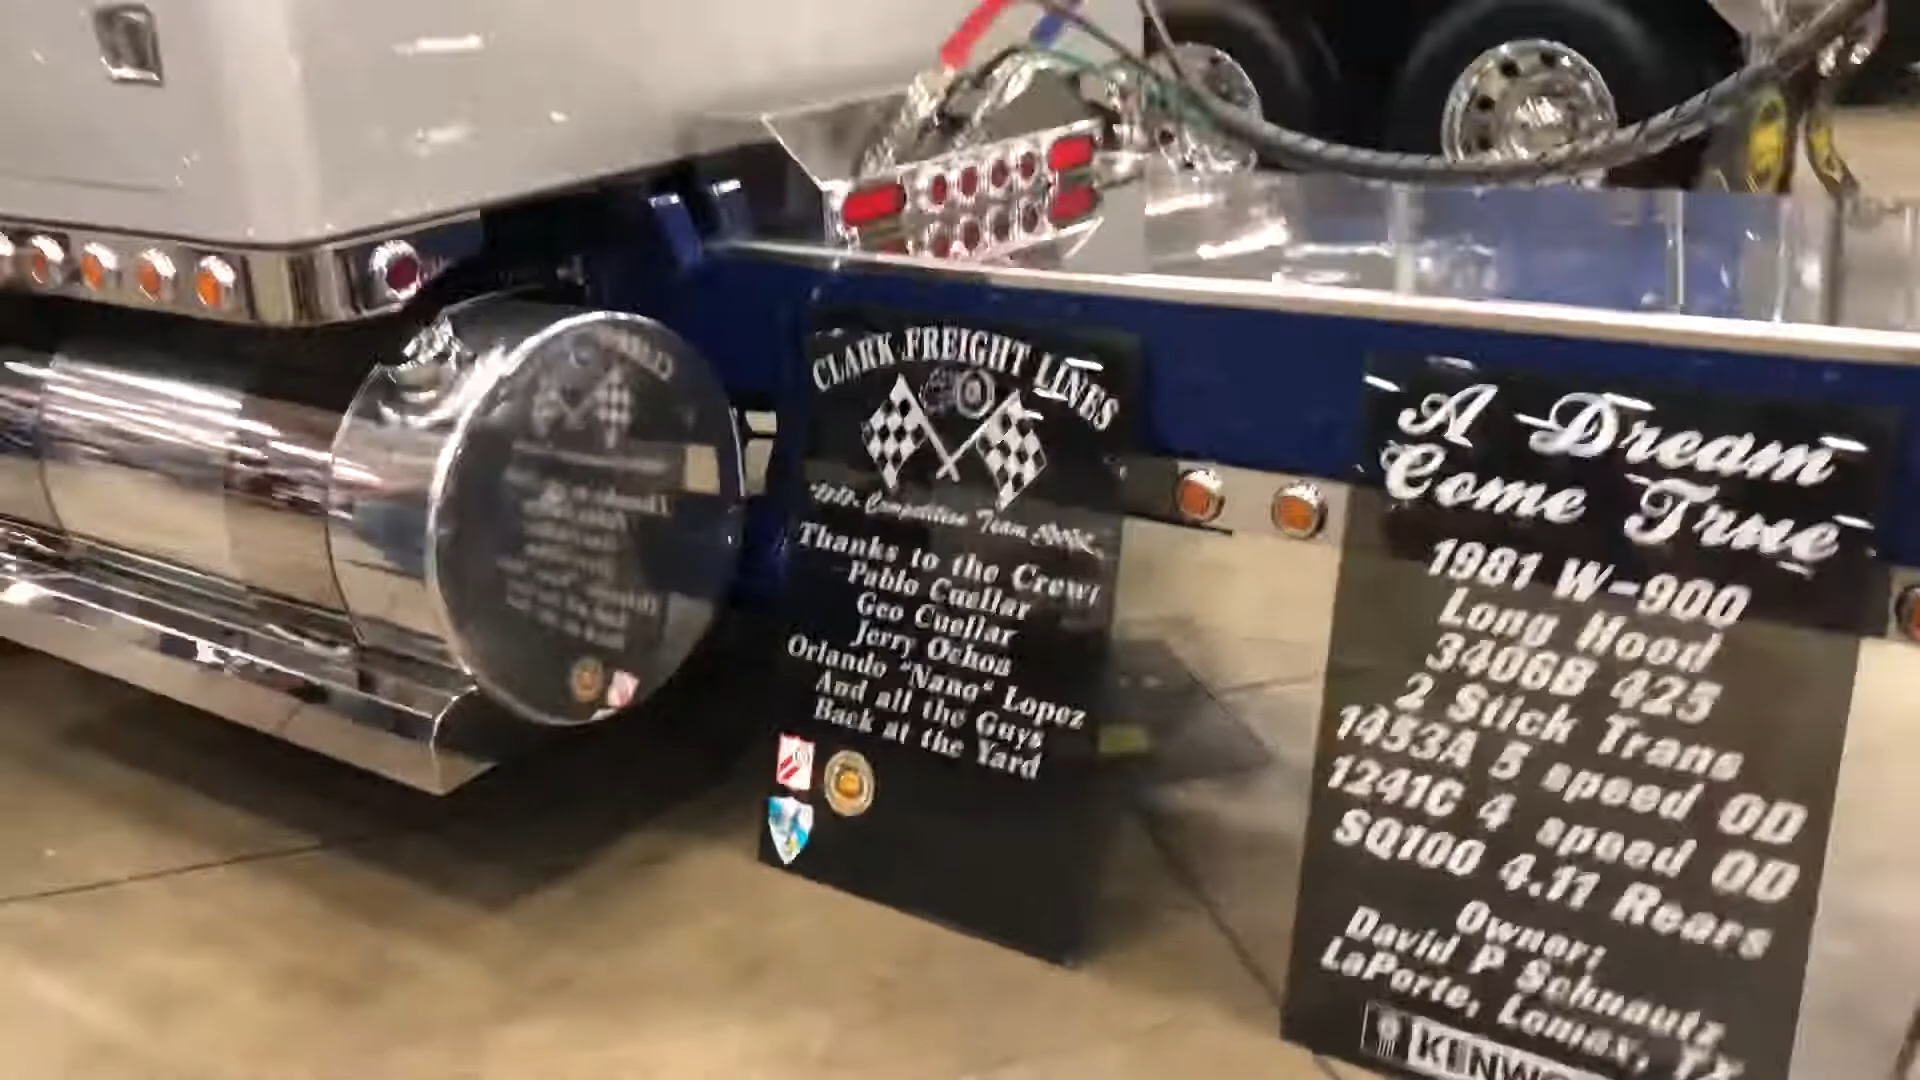 CLARK FREIGHT LINES
Competition Team
Thanks to the Crew:
Pablo Cuellar
Geo Cuellar
Jerry Ochoa
Orlando "Nano" Lopez
And all the Guys
Back at the Yard
A Dream
Come True
1981 W-900
Long Hood
3406B 425
2 Stick Trans
1453A 5 speed OD
1241C 4 speed OD
SQ100 4.11 Rears
Owner:
David P Schnautz
LaPorte, Lomax, TX